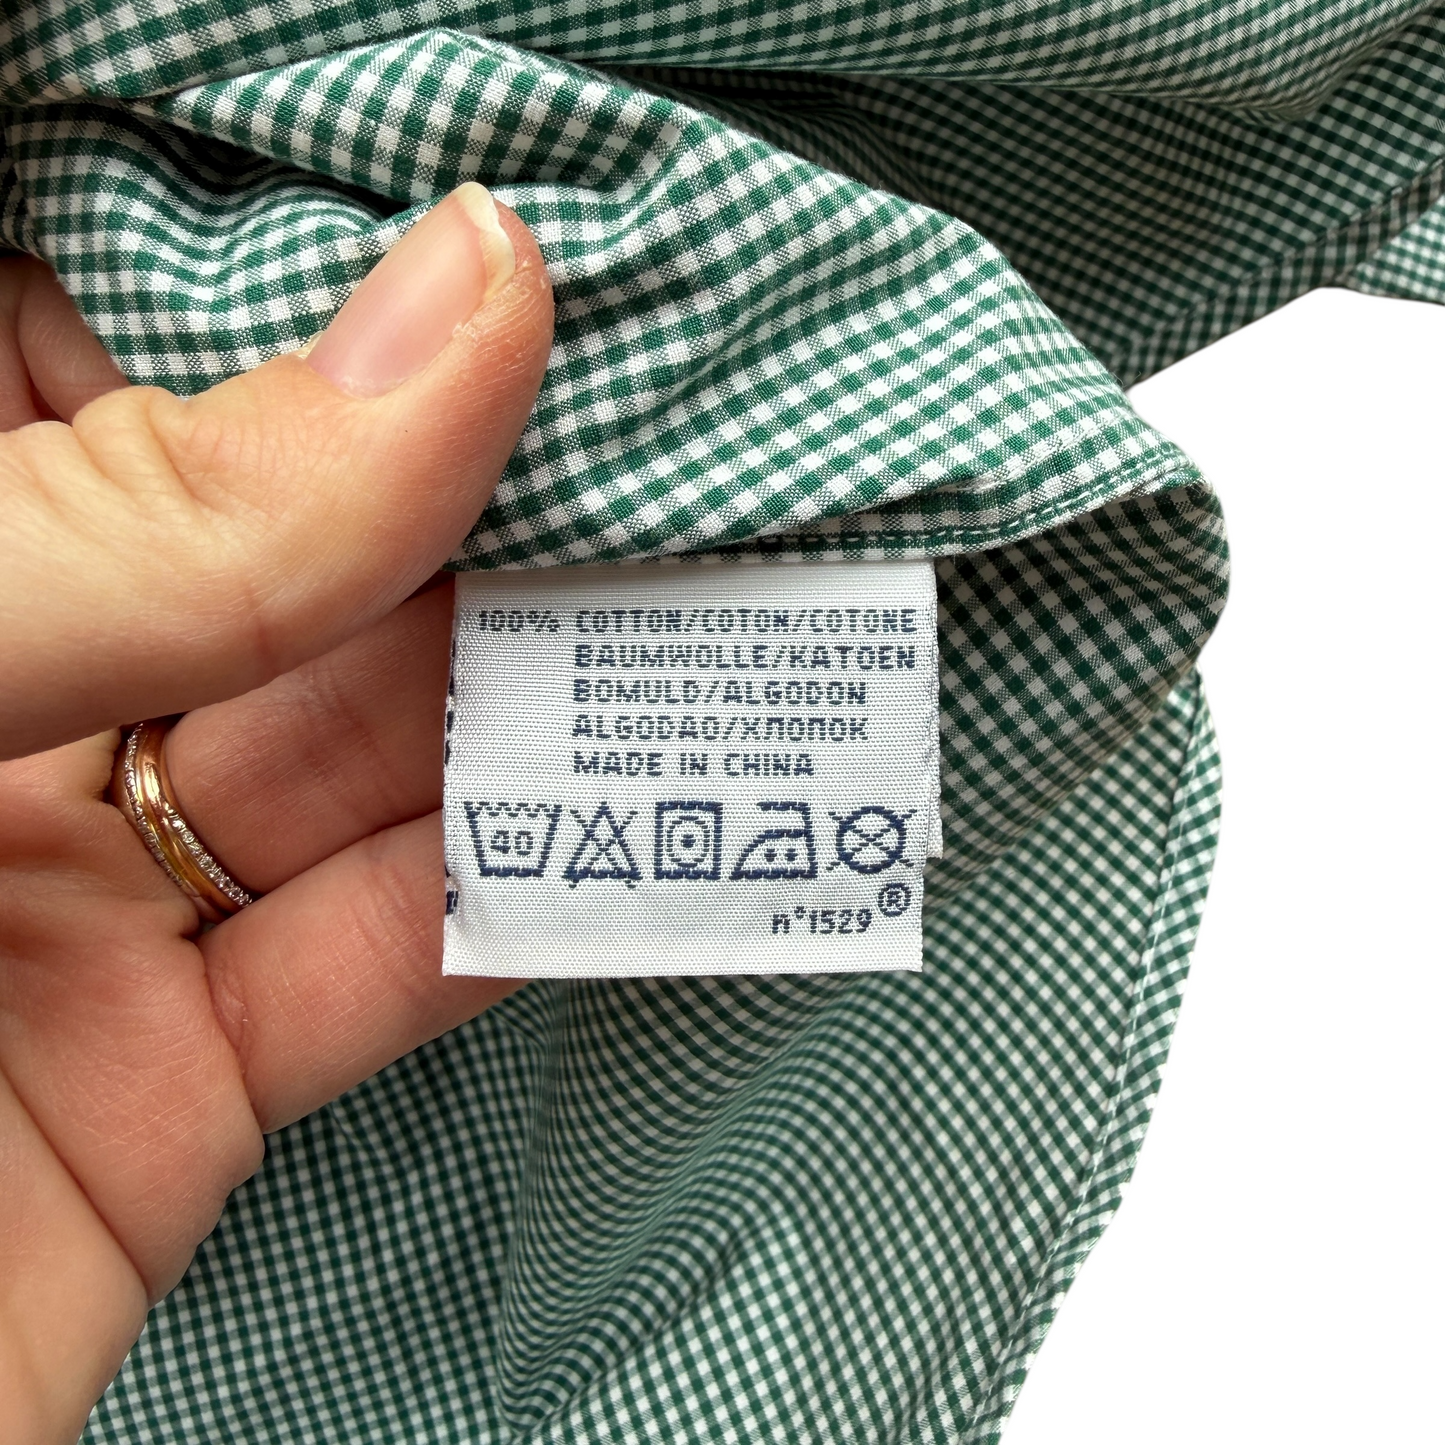 100% COTTON/COTON/COTONE
BAUMWOLLE/KATOEN
BOMULD/ALGODON
ALGODAO/ХЛОПОК
MADE IN CHINA
40
n°1529 ®